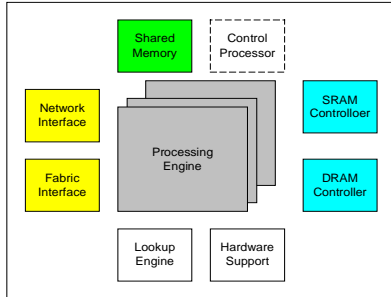 Shared
Memory
Control
Processor
Network
Interface
SRAM
Controlloer
Processing
Engine
Fabric
Interface
DRAM
Controller
Lookup
Engine
Hardware
Support